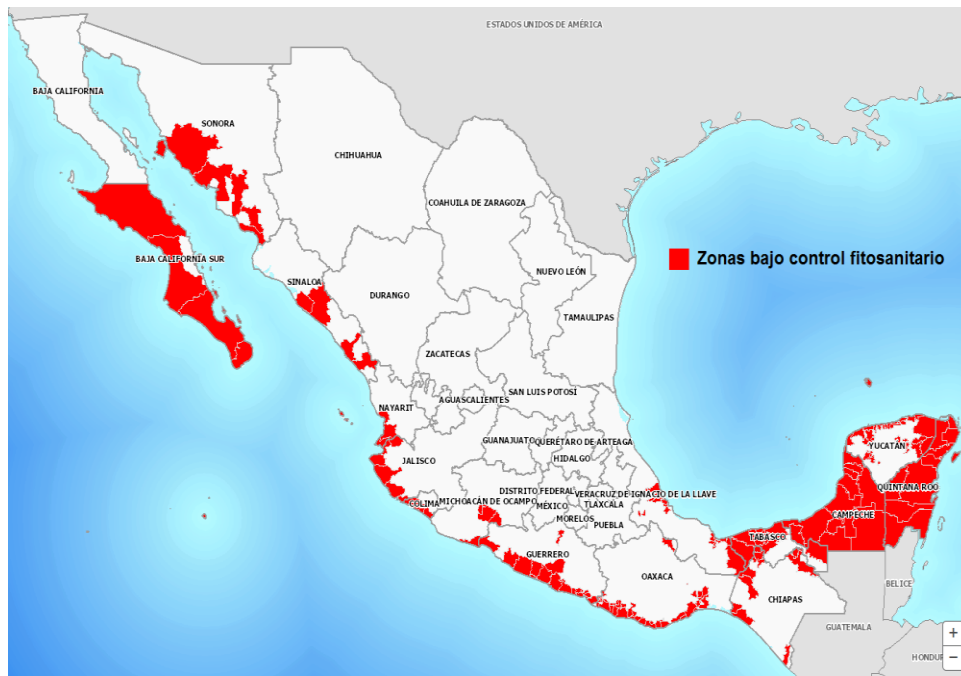 ESTADOS UNIDOS DE AMÉRICA
BAJA CALIFORNIA
SONORA
CHIHUAHUA
COAHUILA DE ZARAGOZA
Zonas bajo control fitosanitario
BAJA CALIFORNIA SUR
NUEVO LEÓN
SINALOA
DURANGO
TAMAULIPAS
ZACATECAS
SAN LUIS POTOSÍ
AGUASCALIENTES
NAYARIT
GUANAJUATO
QUERÉTARO DE ARTEAGA
YUCATÁN
JALISCO
HIDALGO
QUINTANA ROO
DISTRITO FEDERAL
VERACRUZ DE IGNACIO DE LA LLAVE
COLIMA
MICHOACÁN DE OCAMPO
MÉXICO
TLAXCALA
CAMPECHE
MORELOS
PUEBLA
TABASCO
GUERRERO
OAXACA
BELICE
CHIAPAS
GUATEMALA
+
HONDUR
−